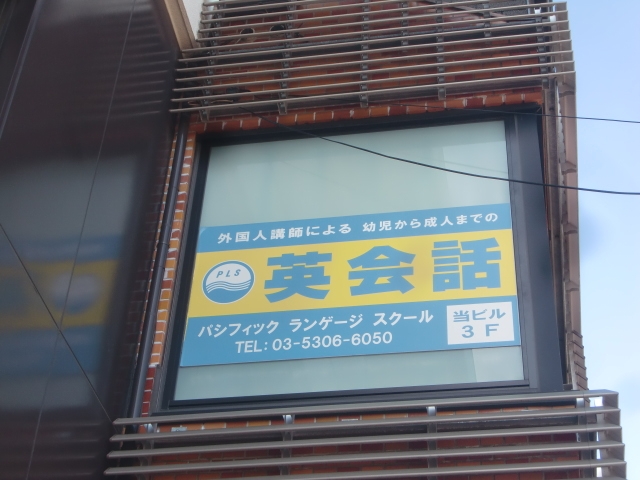 外国人講師による 幼児から成人までの
PLS
英会話
パシフィック ランゲージ スクール
TEL: 03-5306-6050
当ビル
3F